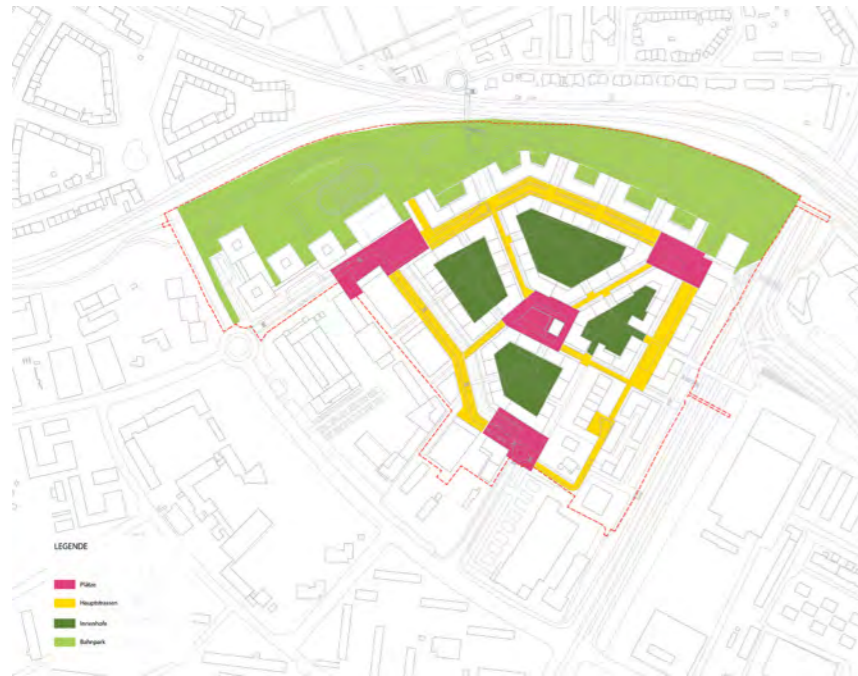 LEGENDE
Plätze
Hauptstrassen
Innenhöfe
Bahnpark